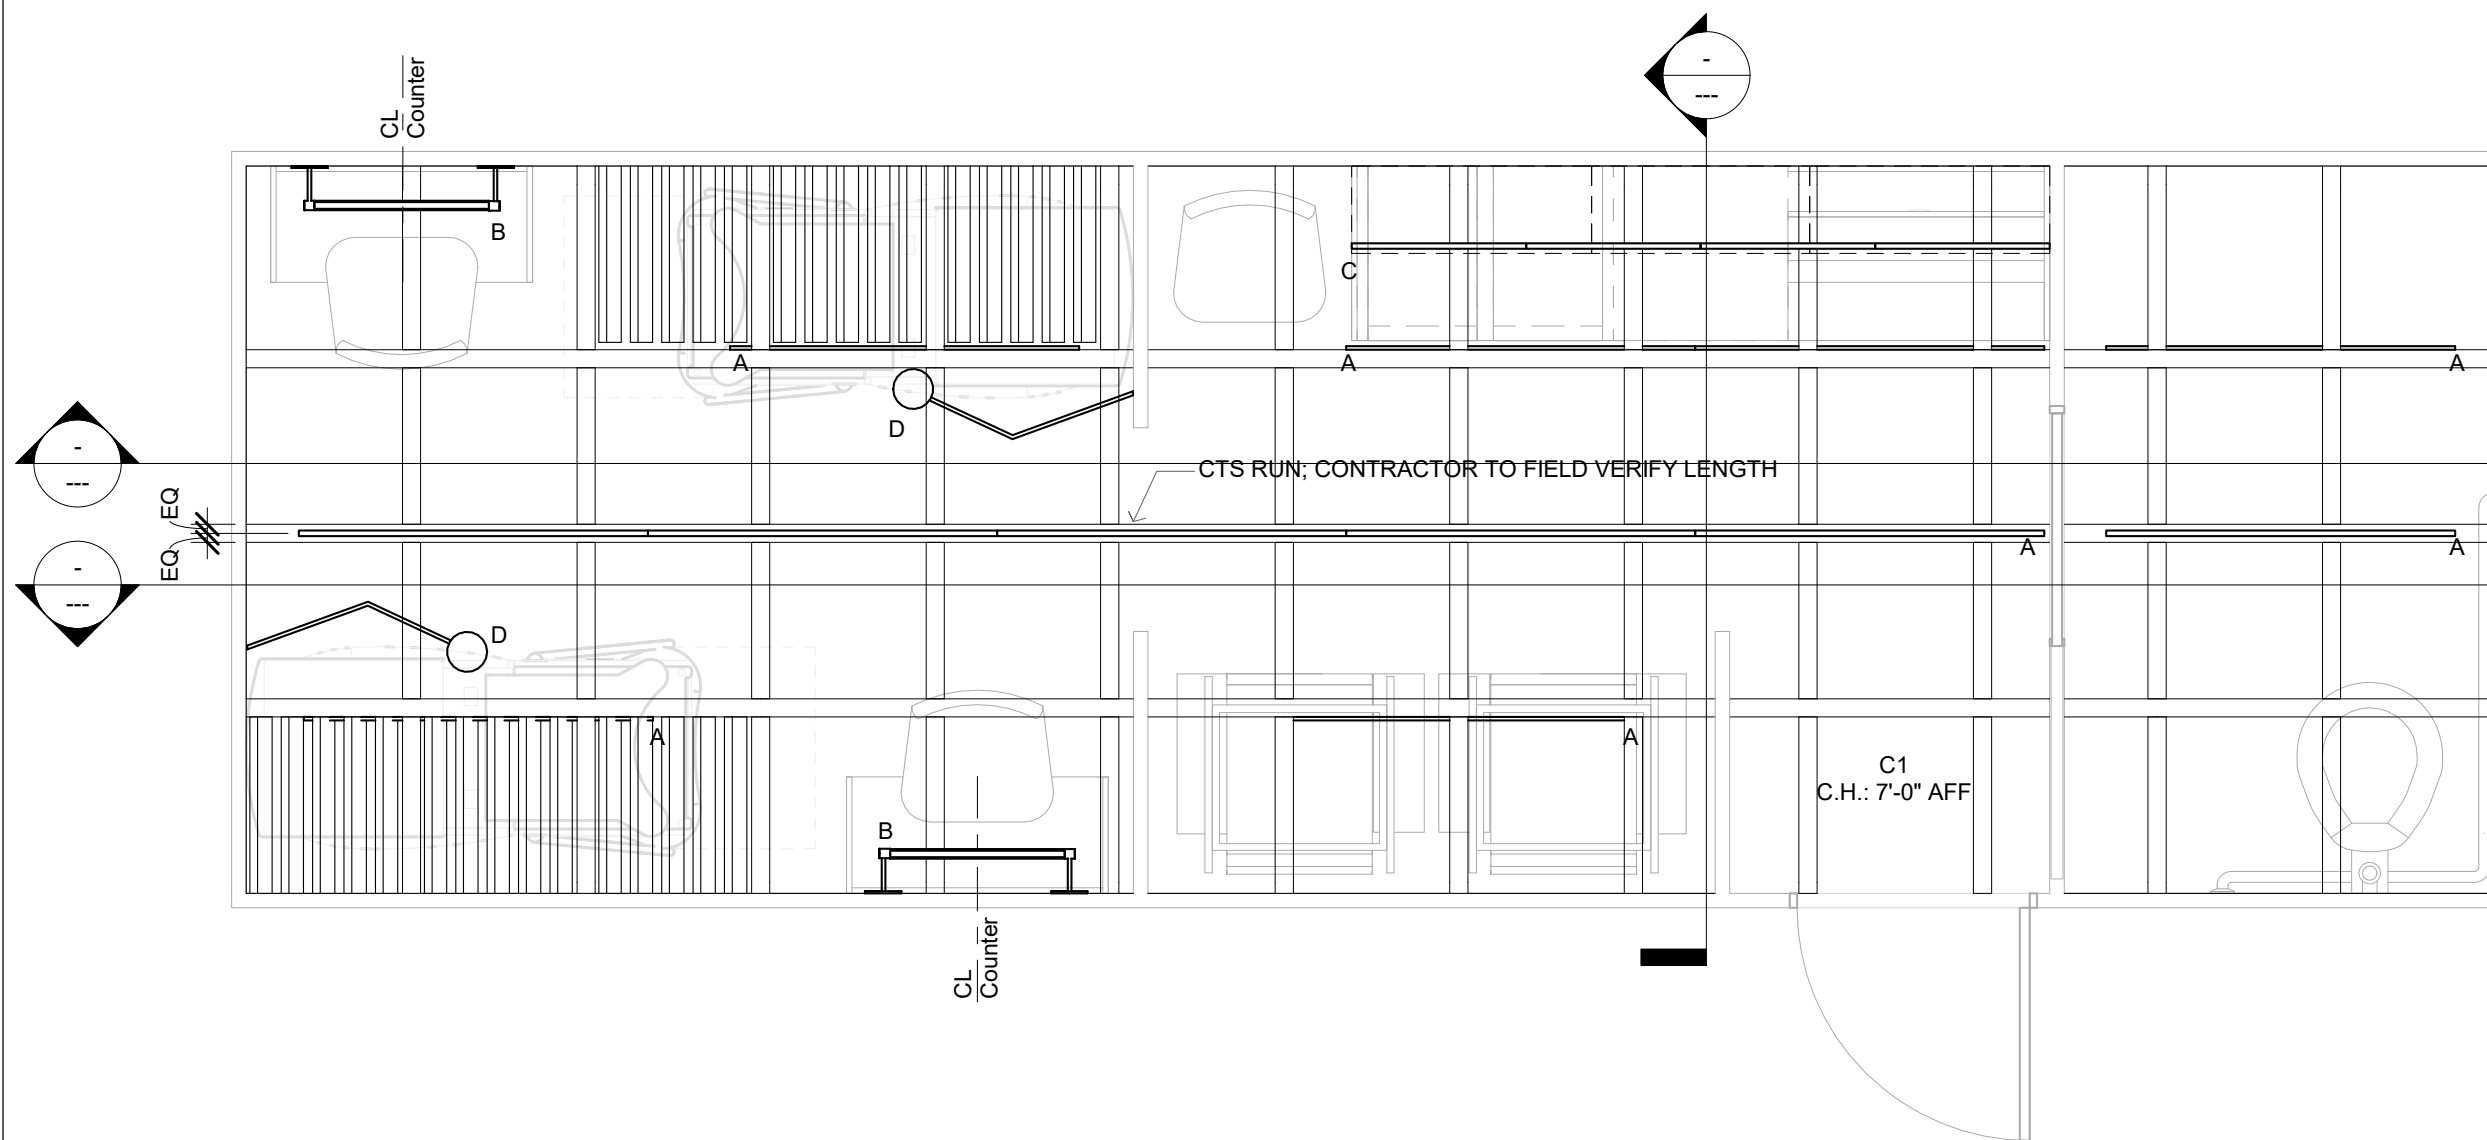 -
---
CL
Counter
B
C
A
A
A
D
-
---
CTS RUN; CONTRACTOR TO FIELD VERIFY LENGTH
EQ
EQ
A
A
-
---
D
A
A
C1
C.H.: 7'-0" AFF
B
CL
Counter